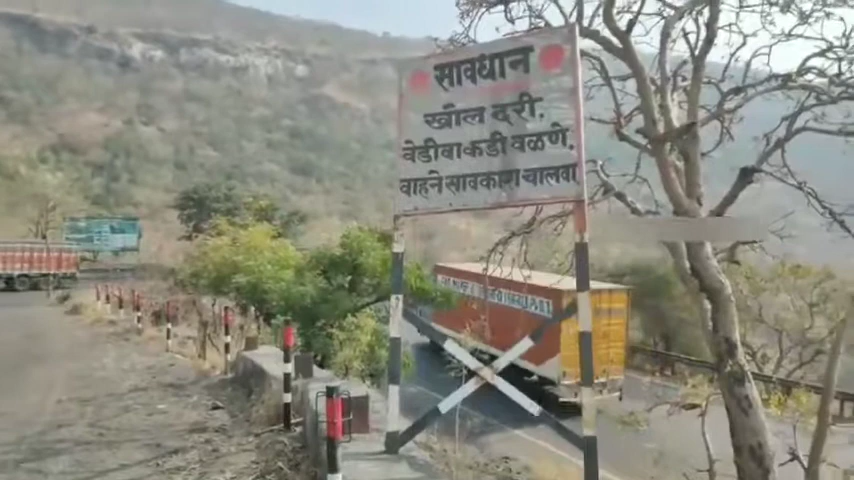 सावधान
खोल दरी.
वेडीवाकडी वळणे.
वाहने सावकाश चालवा